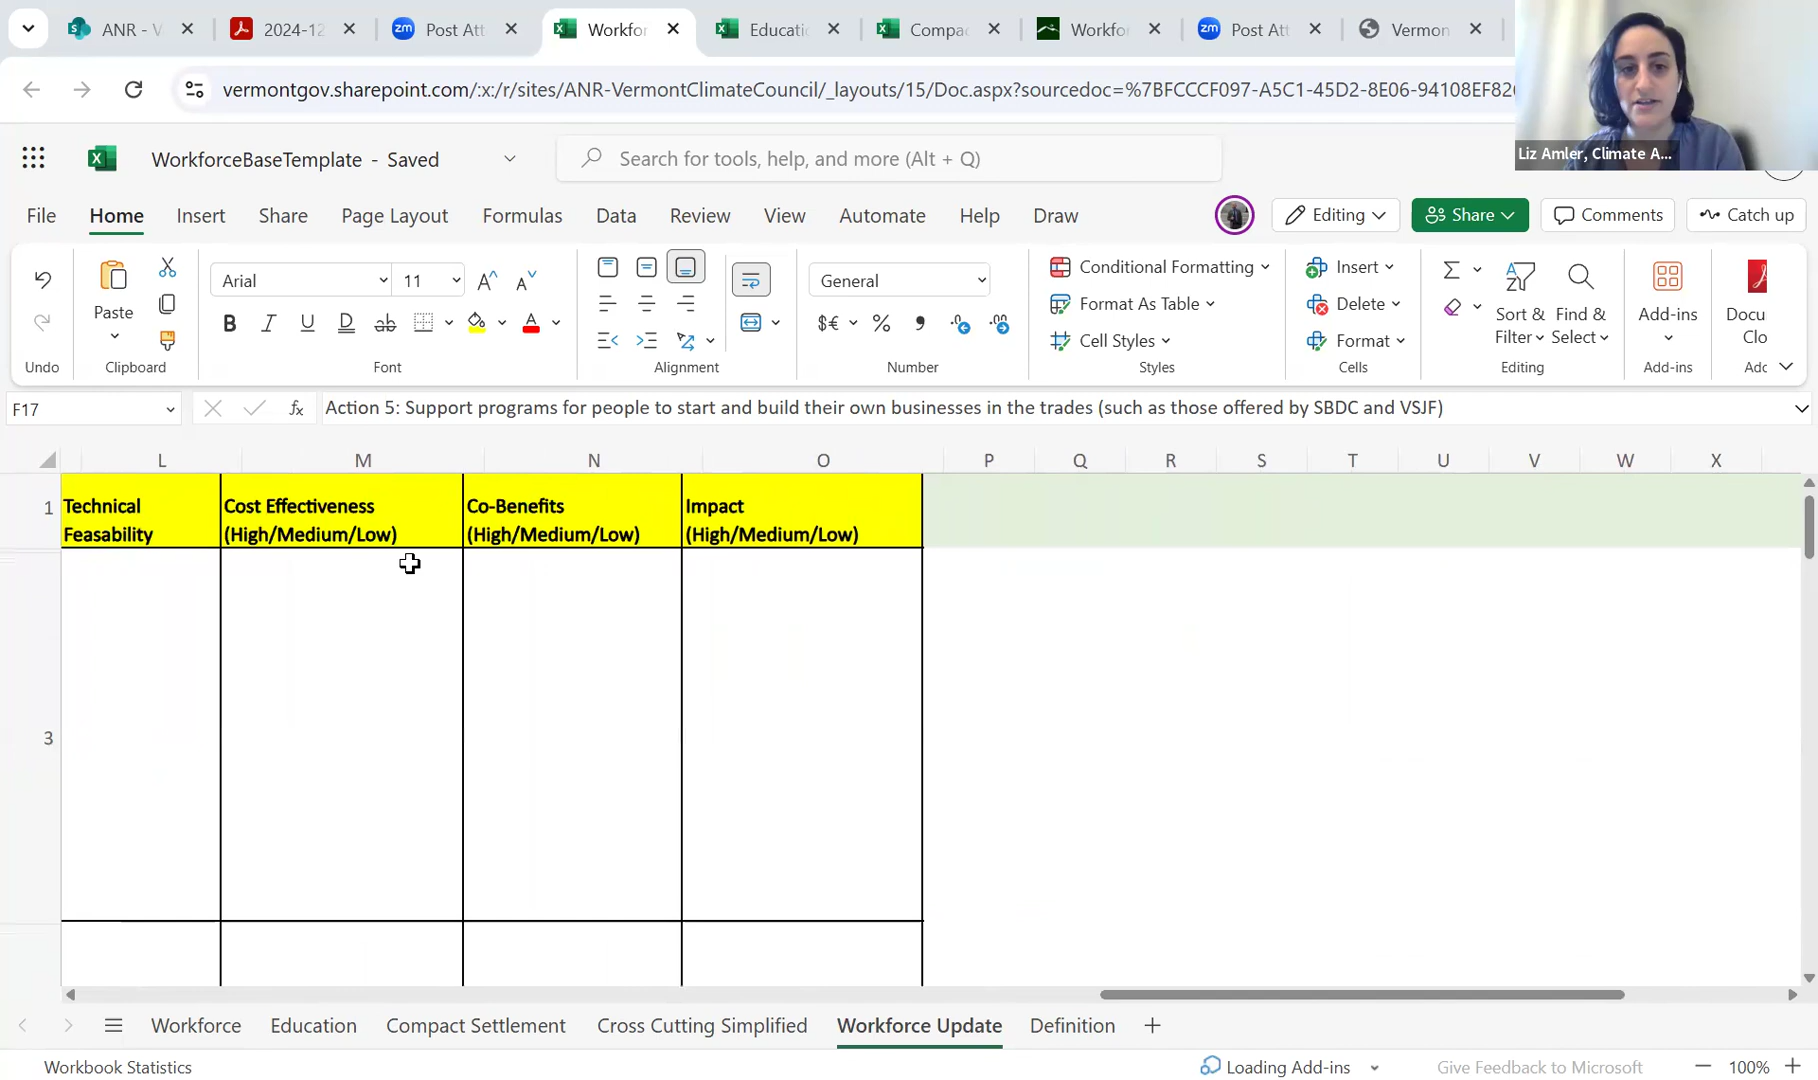 ANR - V
2024-12
Post Att
Workfor
Educati
Compac
Workfo
Post Att
Vermon
vermontgov.sharepoint.com/:x:/r/sites/ANR-VermontClimateCouncil/_layouts/15/Doc.aspx?sourcedoc=%7BFCCCF097-A5C1-45D2-8E06-94108EF82
Liz Amler, Climate A...
WorkforceBaseTemplate - Saved
Search for tools, help, and more (Alt + Q)
File Home Insert Share Page Layout Formulas Data Review View Automate Help Draw
Editing Share Comments Catch up
Arial 11 General
Conditional Formatting
Insert
Paste
B I U D ab
$€ % 9
Format As Table
Delete
Sort & Filter
Find & Select
Add-ins
Docu
Clo
Cell Styles
Format
Undo Clipboard Font Alignment Number Styles Cells Editing Add-ins Adc
F17 fx Action 5: Support programs for people to start and build their own businesses in the trades (such as those offered by SBDC and VSJF)
L M N O P Q R S T U V W X
1
Technical
Feasability
Cost Effectiveness
(High/Medium/Low)
Co-Benefits
(High/Medium/Low)
Impact
(High/Medium/Low)
3
Workforce Education Compact Settlement Cross Cutting Simplified Workforce Update Definition
Workbook Statistics Loading Add-ins Give Feedback to Microsoft 100%